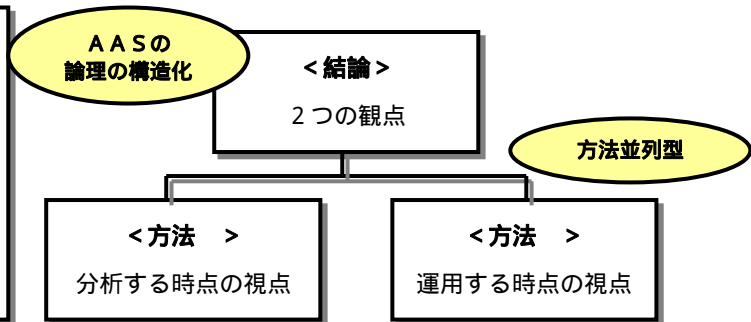 ＡＡＳの
論理の構造化
＜結論＞
２つの観点
方法並列型
＜方法　＞
分析する時点の視点
＜方法　＞
運用する時点の視点